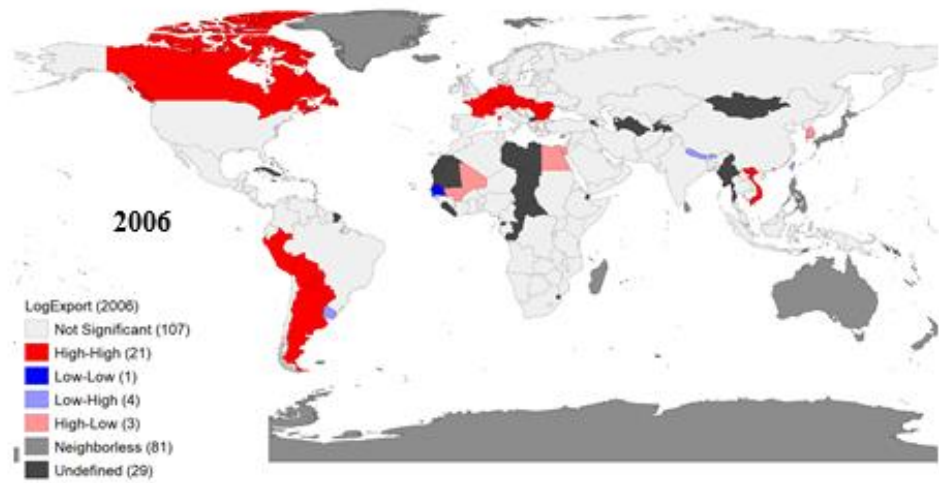 2006
LogExport (2006)
Not Significant (107)
High-High (21)
Low-Low (1)
Low-High (4)
High-Low (3)
Neighborless (81)
Undefined (29)